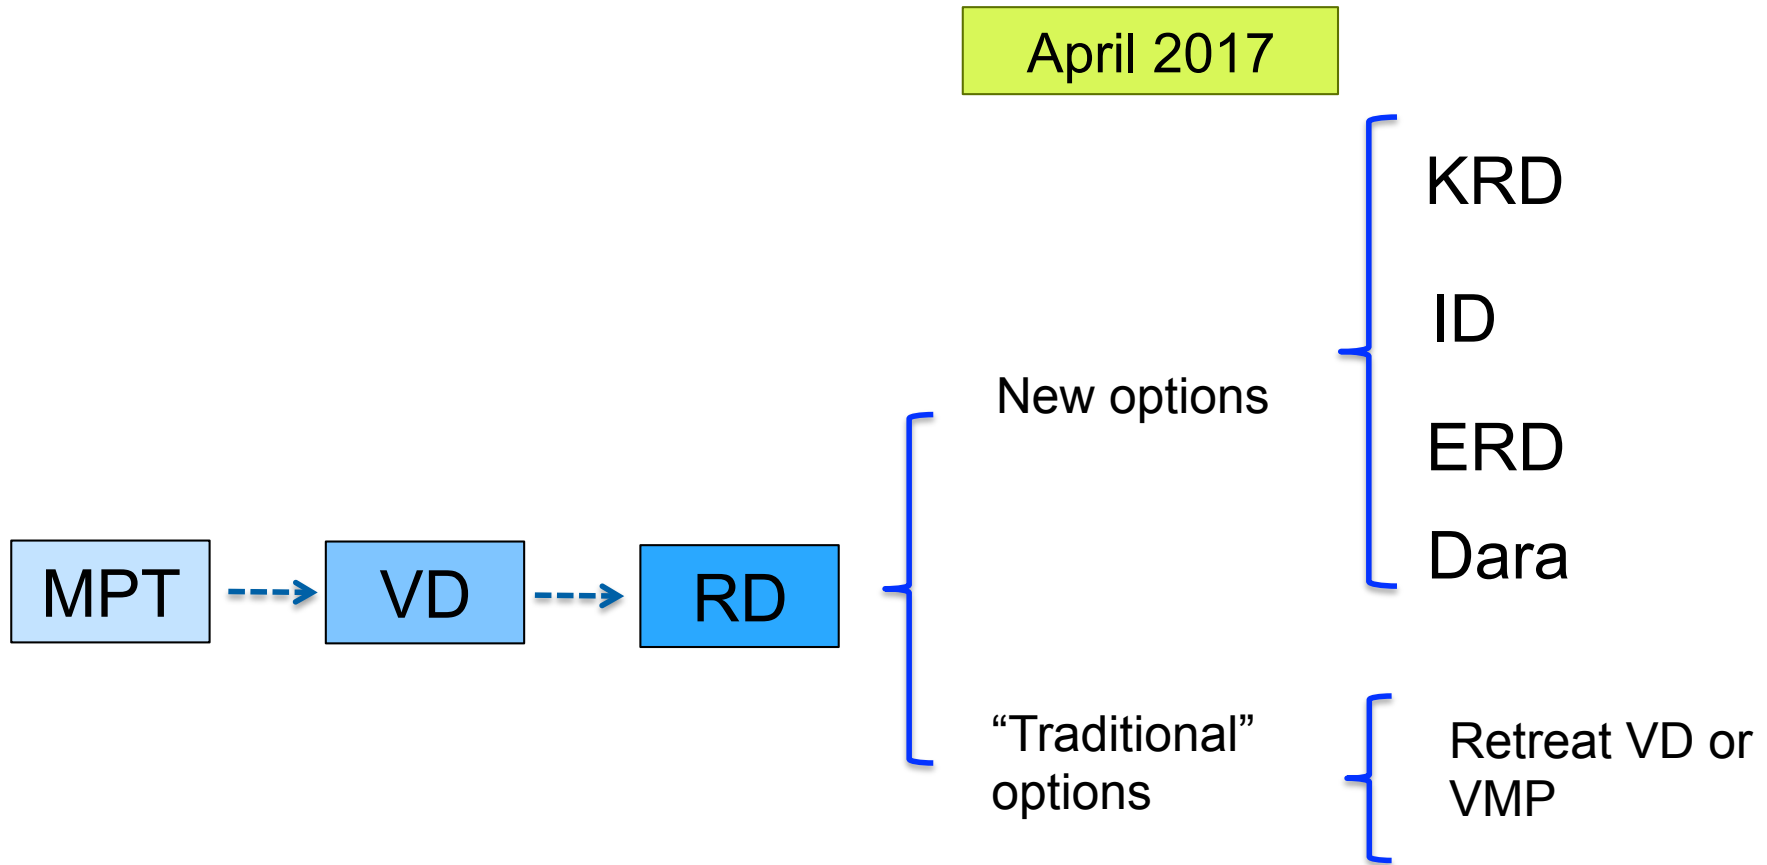 April 2017
KRD
ID
New options
ERD
Dara
MPT
VD
RD
“Traditional”
options
Retreat VD or
VMP